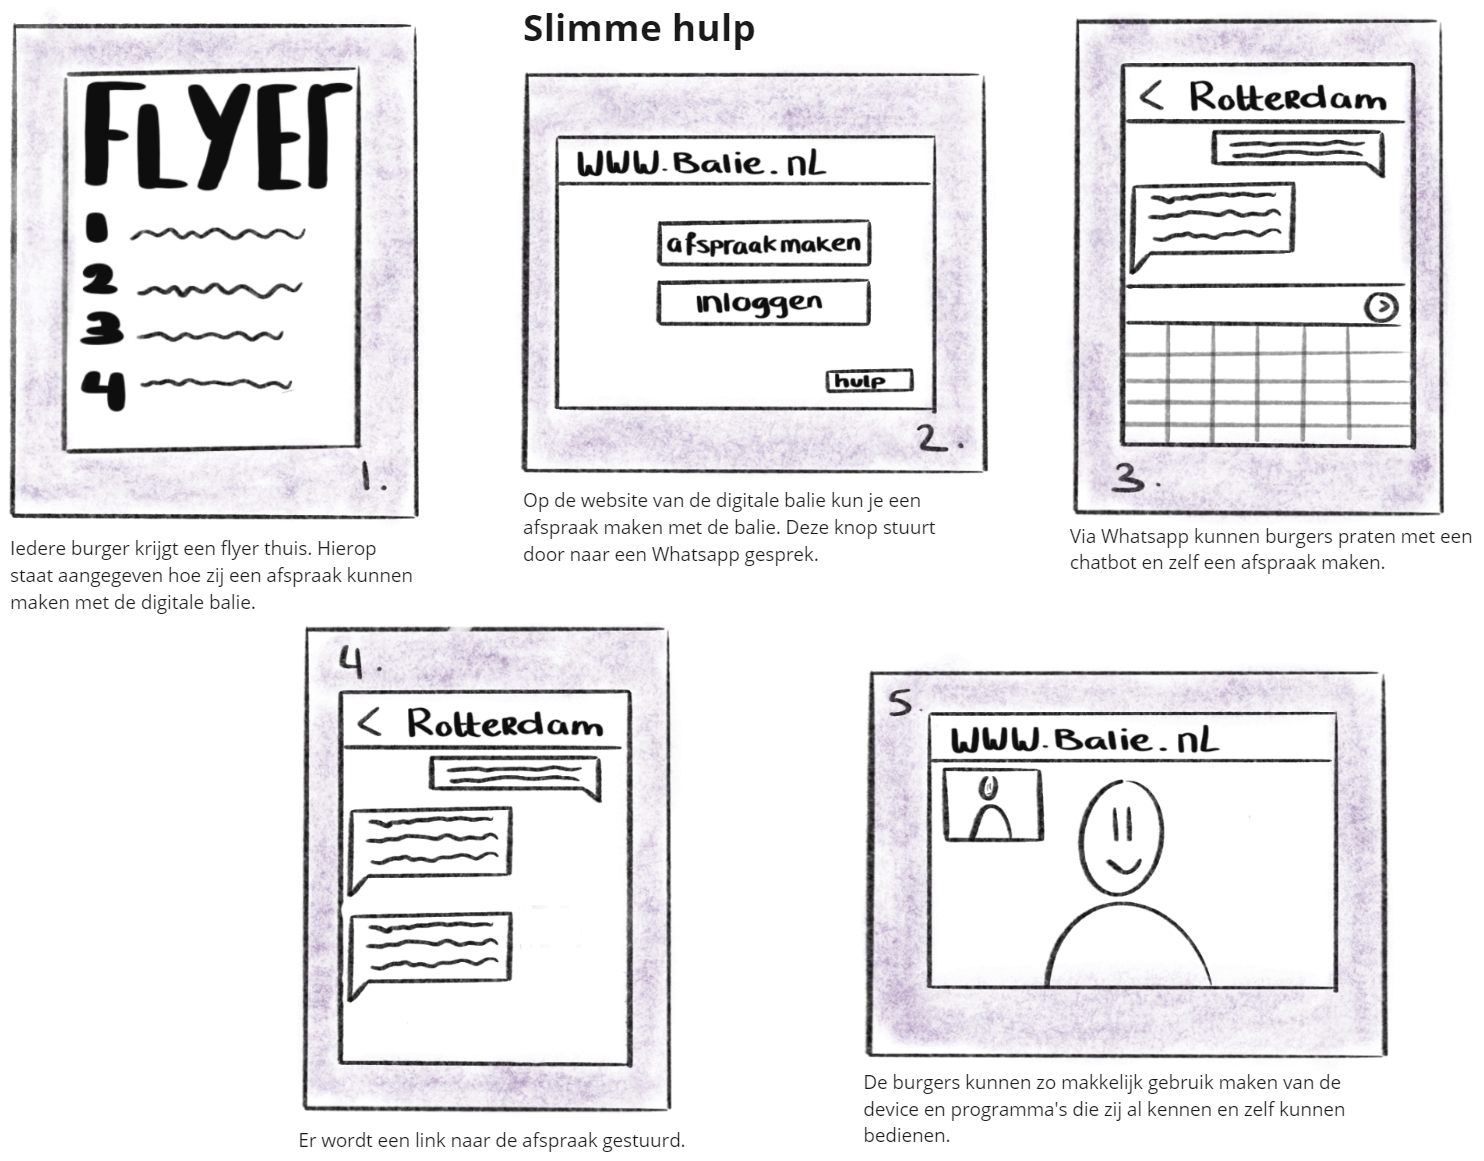 Slimme hulp
FLYEr
1
2
3
4
1.
Iedere burger krijgt een flyer thuis. Hierop
staat aangegeven hoe zij een afspraak kunnen
maken met de digitale balie.
WWW.Balie.nL
afspraak maken
inloggen
hulp
2.
Op de website van de digitale balie kun je een
afspraak maken met de balie. Deze knop stuurt
door naar een Whatsapp gesprek.
< Rotterdam
3.
Via Whatsapp kunnen burgers praten met een
chatbot en zelf een afspraak maken.
4.
< Rotterdam
Er wordt een link naar de afspraak gestuurd.
5.
WWW.Balie.nL
De burgers kunnen zo makkelijk gebruik maken van de
device en programma's die zij al kennen en zelf kunnen
bedienen.